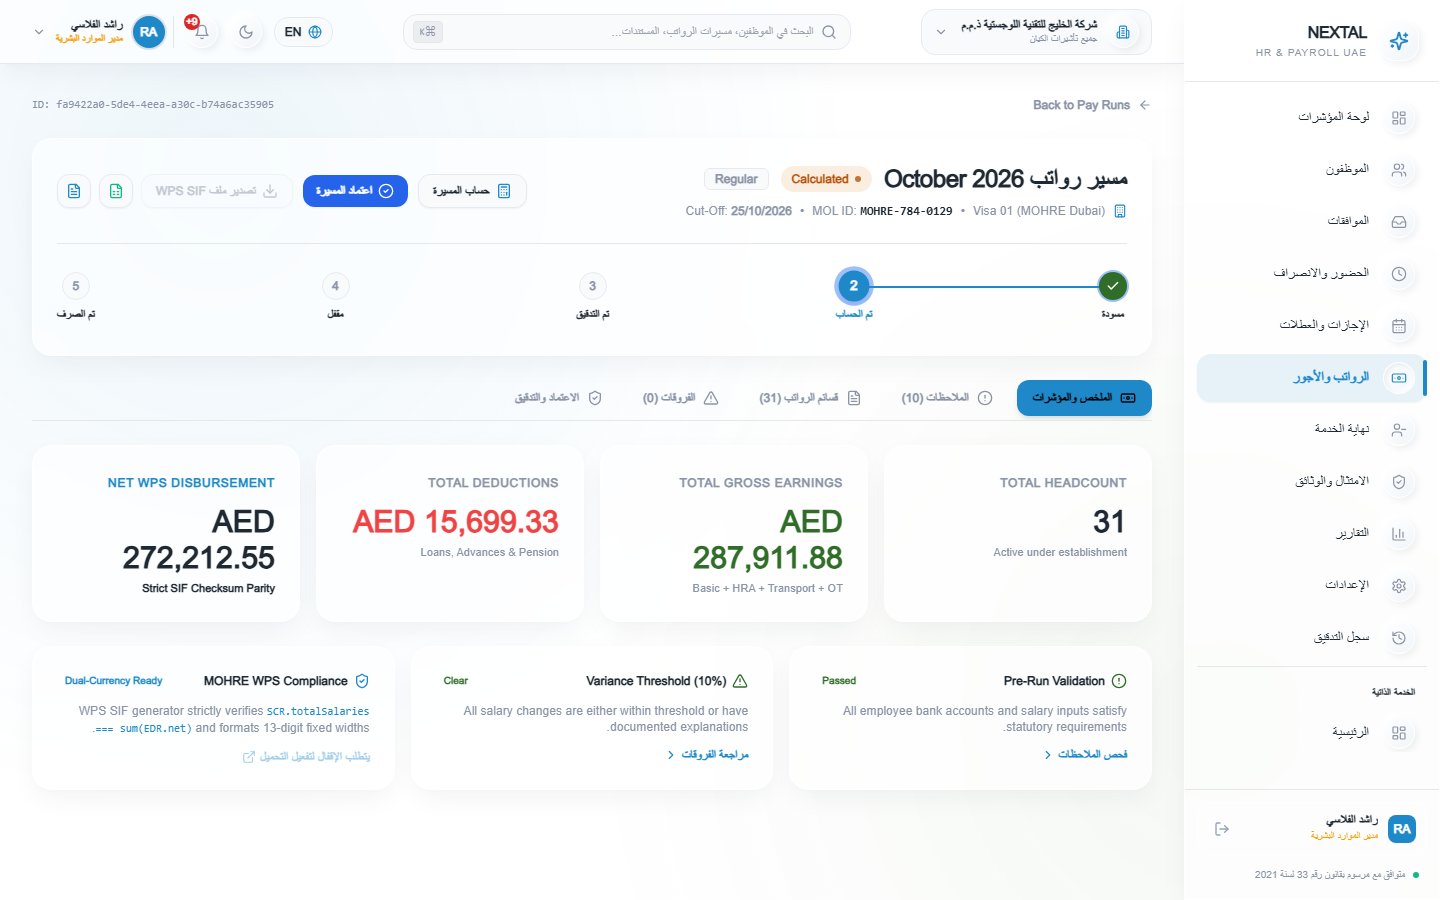 NEXTAL
HR & PAYROLL UAE
شركة الخليج للتقنية اللوجستية ذ.م.م
جميع تأشيرات الكيان
البحث في الموظفين، مسيرات الرواتب، المستندات...
⌘K
EN
9+
RA
راشد الفلاسي
مدير الموارد البشرية
لوحة المؤشرات
الموظفون
الموافقات
الحضور والانصراف
الإجازات والعطلات
الرواتب والأجور
نهاية الخدمة
الامتثال والوثائق
التقارير
الإعدادات
سجل التدقيق
الخدمة الذاتية
الرئيسية
RA
راشد الفلاسي
مدير الموارد البشرية
متوافق مع مرسوم بقانون رقم 33 لسنة 2021
Back to Pay Runs
ID: fa9422a0-5de4-4eea-a30c-b74a6ac35905
مسير رواتب October 2026
Calculated
Regular
Visa 01 (MOHRE Dubai) • MOL ID: MOHRE-784-0129 • Cut-Off: 25/10/2026
حساب المسيرة
اعتماد المسيرة
تصدير ملف WPS SIF
مسودة
2
تم الحساب
3
تم التدقيق
4
مقفل
5
تم الصرف
الملخص والمؤشرات
الملاحظات (10)
قسائم الرواتب (31)
الفروقات (0)
الاعتماد والتدقيق
TOTAL HEADCOUNT
31
Active under establishment
TOTAL GROSS EARNINGS
AED
287,911.88
Basic + HRA + Transport + OT
TOTAL DEDUCTIONS
AED 15,699.33
Loans, Advances & Pension
NET WPS DISBURSEMENT
AED
272,212.55
Strict SIF Checksum Parity
Pre-Run Validation
Passed
All employee bank accounts and salary inputs satisfy
statutory requirements.
فحص الملاحظات
Variance Threshold (10%)
Clear
All salary changes are either within threshold or have
documented explanations.
مراجعة الفروقات
MOHRE WPS Compliance
Dual-Currency Ready
WPS SIF generator strictly verifies SCR.totalSalaries
=== sum(EDR.net) and formats 13-digit fixed widths.
يتطلب الإقفال لتفعيل التحميل